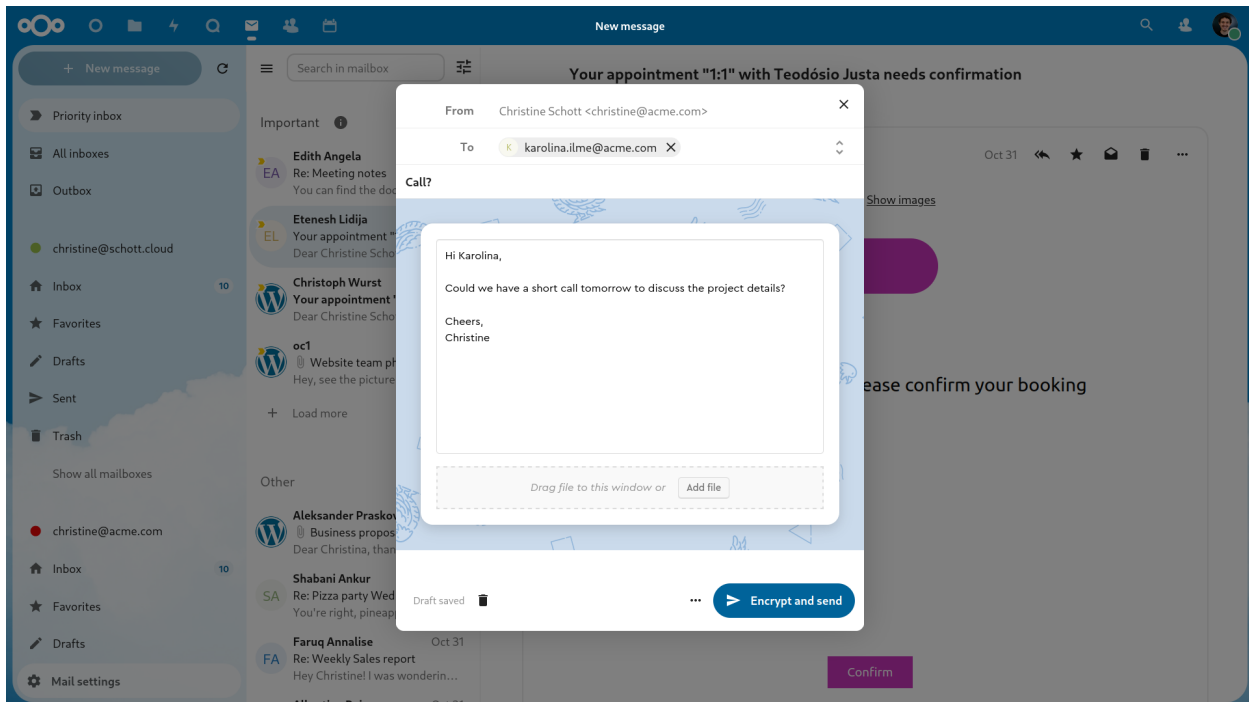 New message
+ New message
Search in mailbox
Priority inbox
All inboxes
Outbox
christine@schott.cloud
Inbox 10
Favorites
Drafts
Sent
Trash
Show all mailboxes
christine@acme.com
Inbox 10
Favorites
Drafts
Mail settings
Important
EA
Edith Angela
Re: Meeting notes
You can find the doc
EL
Etenesh Lidija
Your appointment "
Dear Christine Scho
Christoph Wurst
Your appointment
Dear Christine Scho
oc1
Website team ph
Hey, see the picture
+ Load more
Other
Aleksander Praskov
Business propos
Dear Christina, than
SA
Shabani Ankur
Re: Pizza party Wed
You're right, pineap
FA
Faruq Annalise Oct 31
Re: Weekly Sales report
Hey Christine! I was wonderin...
From Christine Schott <christine@acme.com>
To K karolina.ilme@acme.com
Call?
Hi Karolina,
Could we have a short call tomorrow to discuss the project details?
Cheers,
Christine
Drag file to this window or Add file
Draft saved
Encrypt and send
Your appointment "1:1" with Teodósio Justa needs confirmation
Oct 31
Show images
ease confirm your booking
Confirm